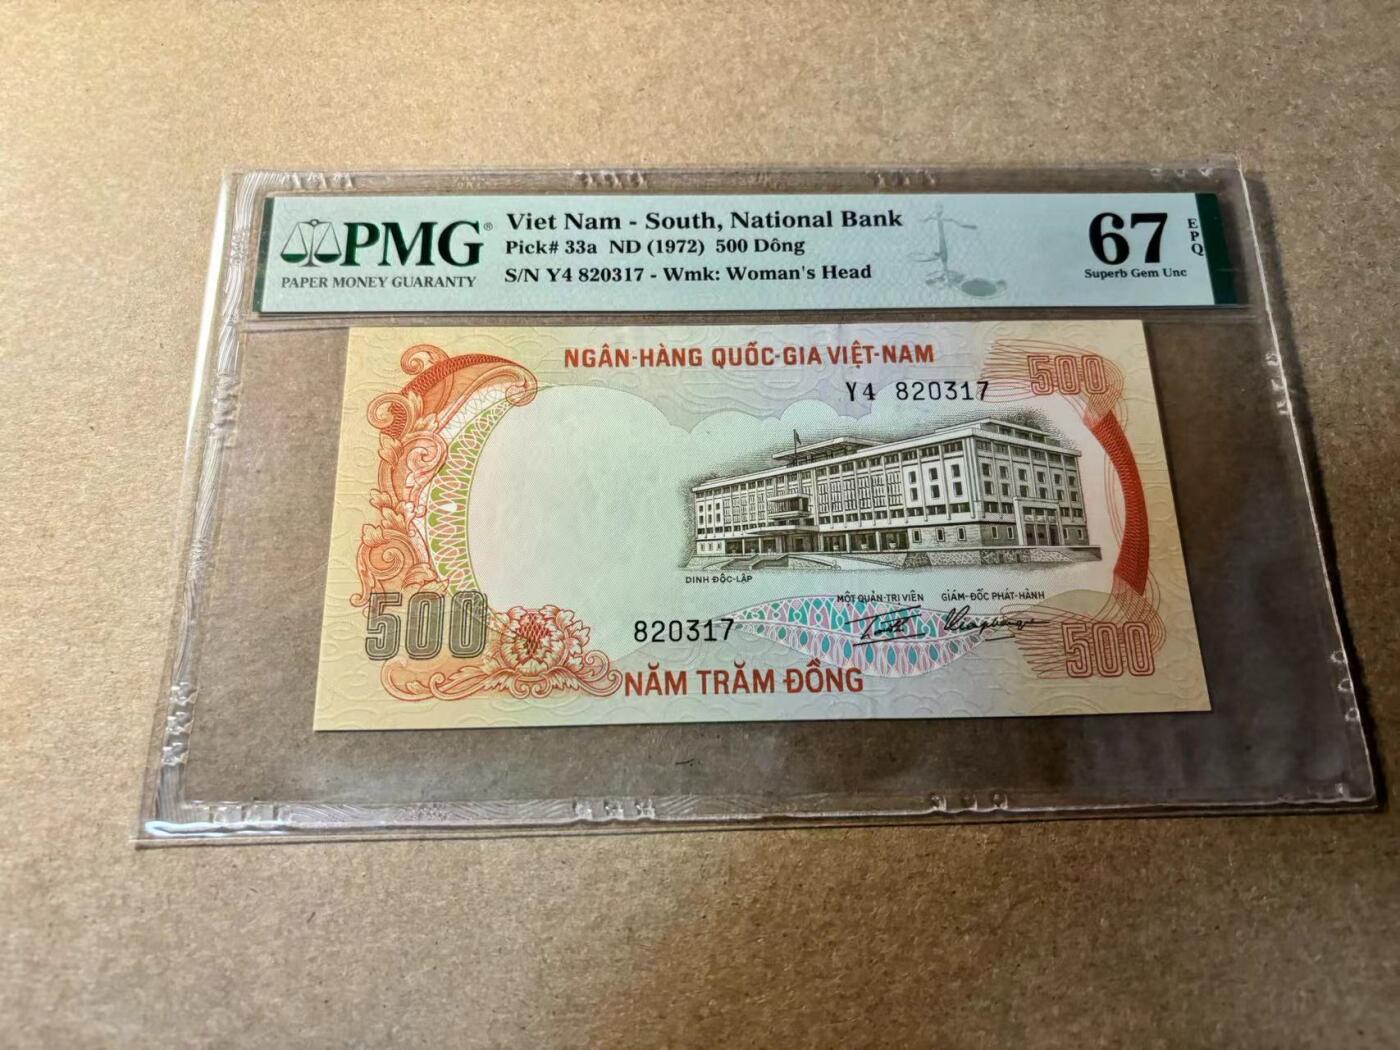 PMG®
PAPER MONEY GUARANTY
Viet Nam - South, National Bank
Pick# 33a ND (1972) 500 Dông
S/N Y4 820317 - Wmk: Woman's Head
67
EPQ
Superb Gem Unc
NGÂN-HÀNG QUỐC-GIA VIỆT-NAM
500
Y4 820317
DINH ĐỘC-LẬP
MỘT QUẢN-TRỊ VIÊN GIÁM-ĐỐC PHÁT-HÀNH
500
820317
500
NĂM TRĂM ĐỒNG